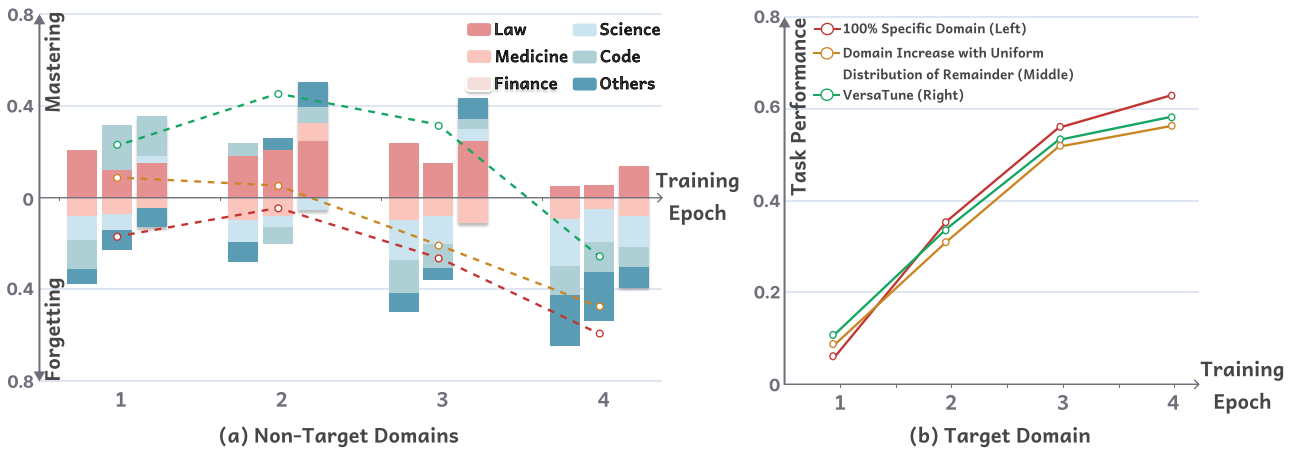 0.8
0.4
0
0.4
0.8
Mastering
Forgetting
Law
Medicine
Finance
Science
Code
Others
Training
Epoch
1
2
3
4
(a) Non-Target Domains
0.8
0.6
0.4
0.2
0
Task Performance
100% Specific Domain (Left)
Domain Increase with Uniform
Distribution of Remainder (Middle)
VersaTune (Right)
Training
Epoch
1
2
3
4
(b) Target Domain